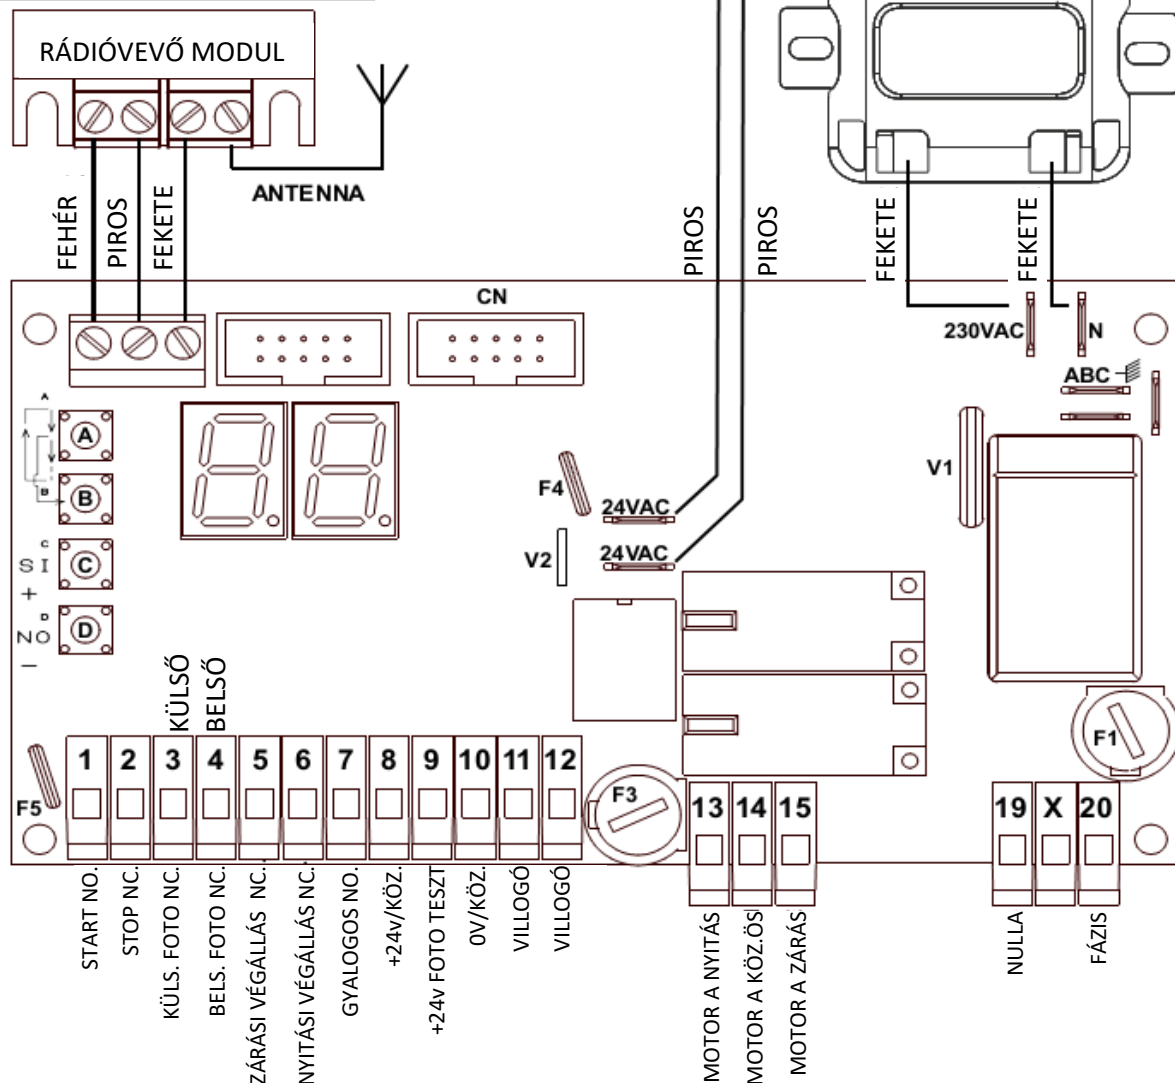 RÁDIÓVEVŐ MODUL
ANTENNA
FEHÉR
PIROS
FEKETE
PIROS
PIROS
FEKETE
FEKETE
CN
230VAC
N
ABC
A
A
B
B
C
S I
C
+
D
N O
D
–
F4
24VAC
V2
24VAC
V1
F1
KÜLSŐ
BELSŐ
F5
1
2
3
4
5
6
7
8
9
10
11
12
F3
13
14
15
19
X
20
START NO.
STOP NC.
KÜLS. FOTO NC.
BELS. FOTO NC.
ZÁRÁSI VÉGÁLLÁS NC.
NYITÁSI VÉGÁLLÁS NC.
GYALOGOS NO.
+24v/KÖZ.
+24v FOTO TESZT
0V/KÖZ.
VILLOGÓ
VILLOGÓ
MOTOR A NYITÁS
MOTOR A KÖZ.ÖS
MOTOR A ZÁRÁS
NULLA
FÁZIS